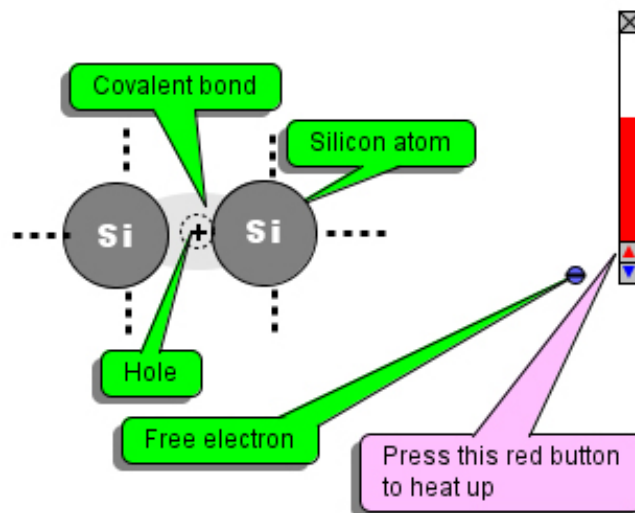 Covalent bond
Silicon atom
Si
Si
+
Hole
Free electron
Press this red button
to heat up